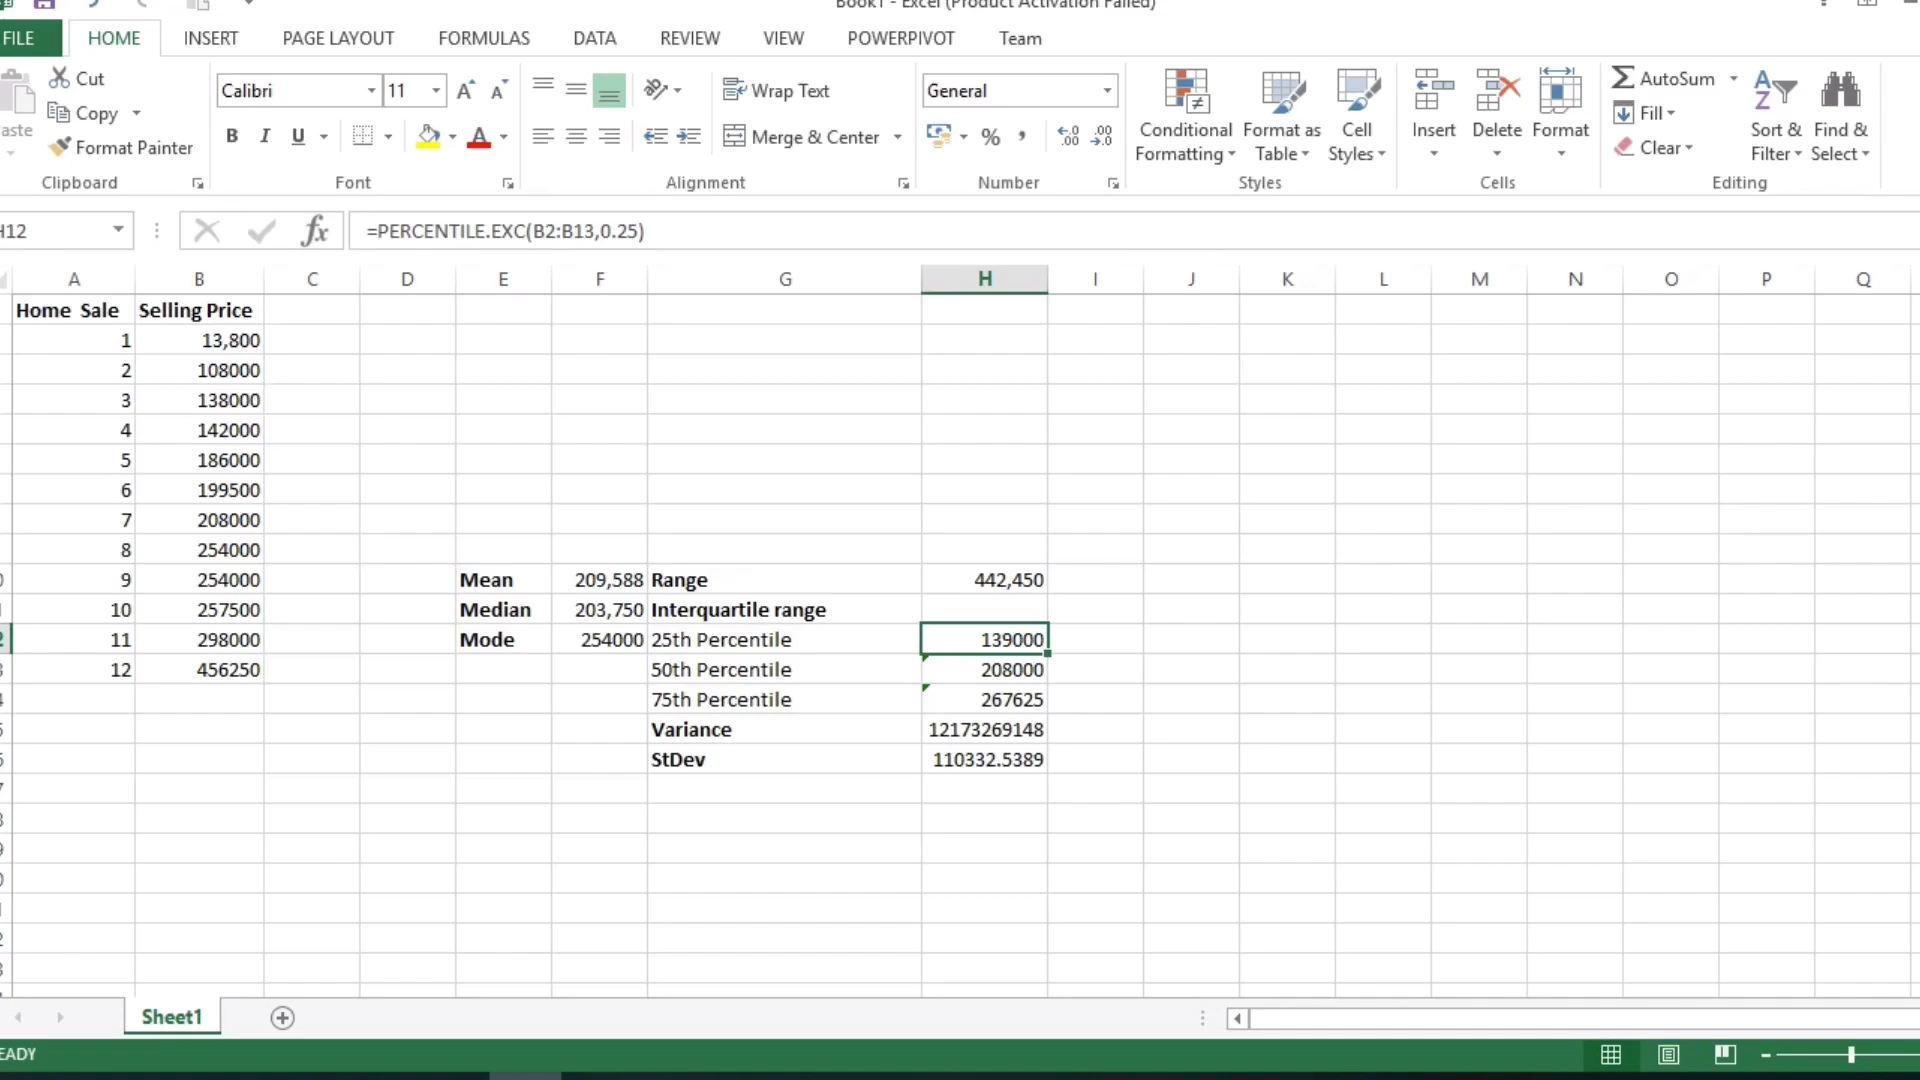 Book1 - Excel (Product Activation Failed)
FILE HOME INSERT PAGE LAYOUT FORMULAS DATA REVIEW VIEW POWERPIVOT Team
Cut
Copy
Format Painter
Clipboard
Calibri 11
B I U
Font
Wrap Text
Merge & Center
Alignment
General
% ,
Number
Conditional Formatting
Format as Table
Cell Styles
Styles
Insert
Delete
Format
Cells
AutoSum
Fill
Clear
Sort & Filter
Find & Select
Editing
H12 fx =PERCENTILE.EXC(B2:B13,0.25)
A B C D E F G H I J K L M N O P Q
Home Sale Selling Price
1 13,800
2 108000
3 138000
4 142000
5 186000
6 199500
7 208000
8 254000
9 254000 Mean 209,588 Range 442,450
10 257500 Median 203,750 Interquartile range
11 298000 Mode 254000 25th Percentile 139000
12 456250 50th Percentile 208000
75th Percentile 267625
Variance 12173269148
StDev 110332.5389
Sheet1
EADY